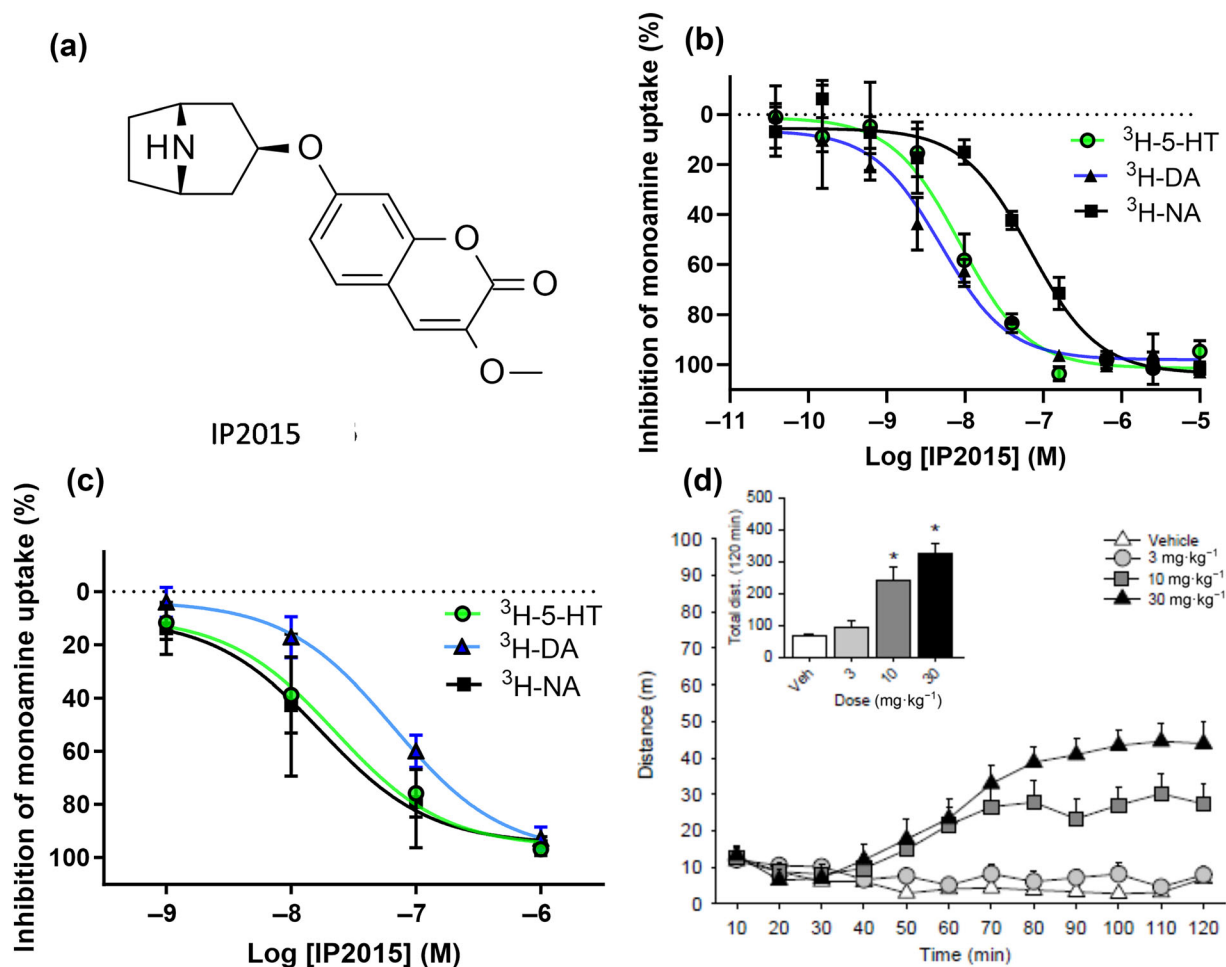 (a)
HN
O
O
O
O
IP2015
(b)
Inhibition of monoamine uptake (%)
0
20
40
60
80
100
³H-5-HT
³H-DA
³H-NA
–11 –10 –9 –8 –7 –6 –5
Log [IP2015] (M)
(c)
Inhibition of monoamine uptake (%)
0
20
40
60
80
100
³H-5-HT
³H-DA
³H-NA
–9 –8 –7 –6
Log [IP2015] (M)
(d)
Total dist. (120 min)
500
400
300
200
100
0
* *
Veh 3 10 30
Dose (mg·kg⁻¹)
Vehicle
3 mg·kg⁻¹
10 mg·kg⁻¹
30 mg·kg⁻¹
Distance (m)
100
90
80
70
60
50
40
30
20
10
0
10 20 30 40 50 60 70 80 90 100 110 120
Time (min)